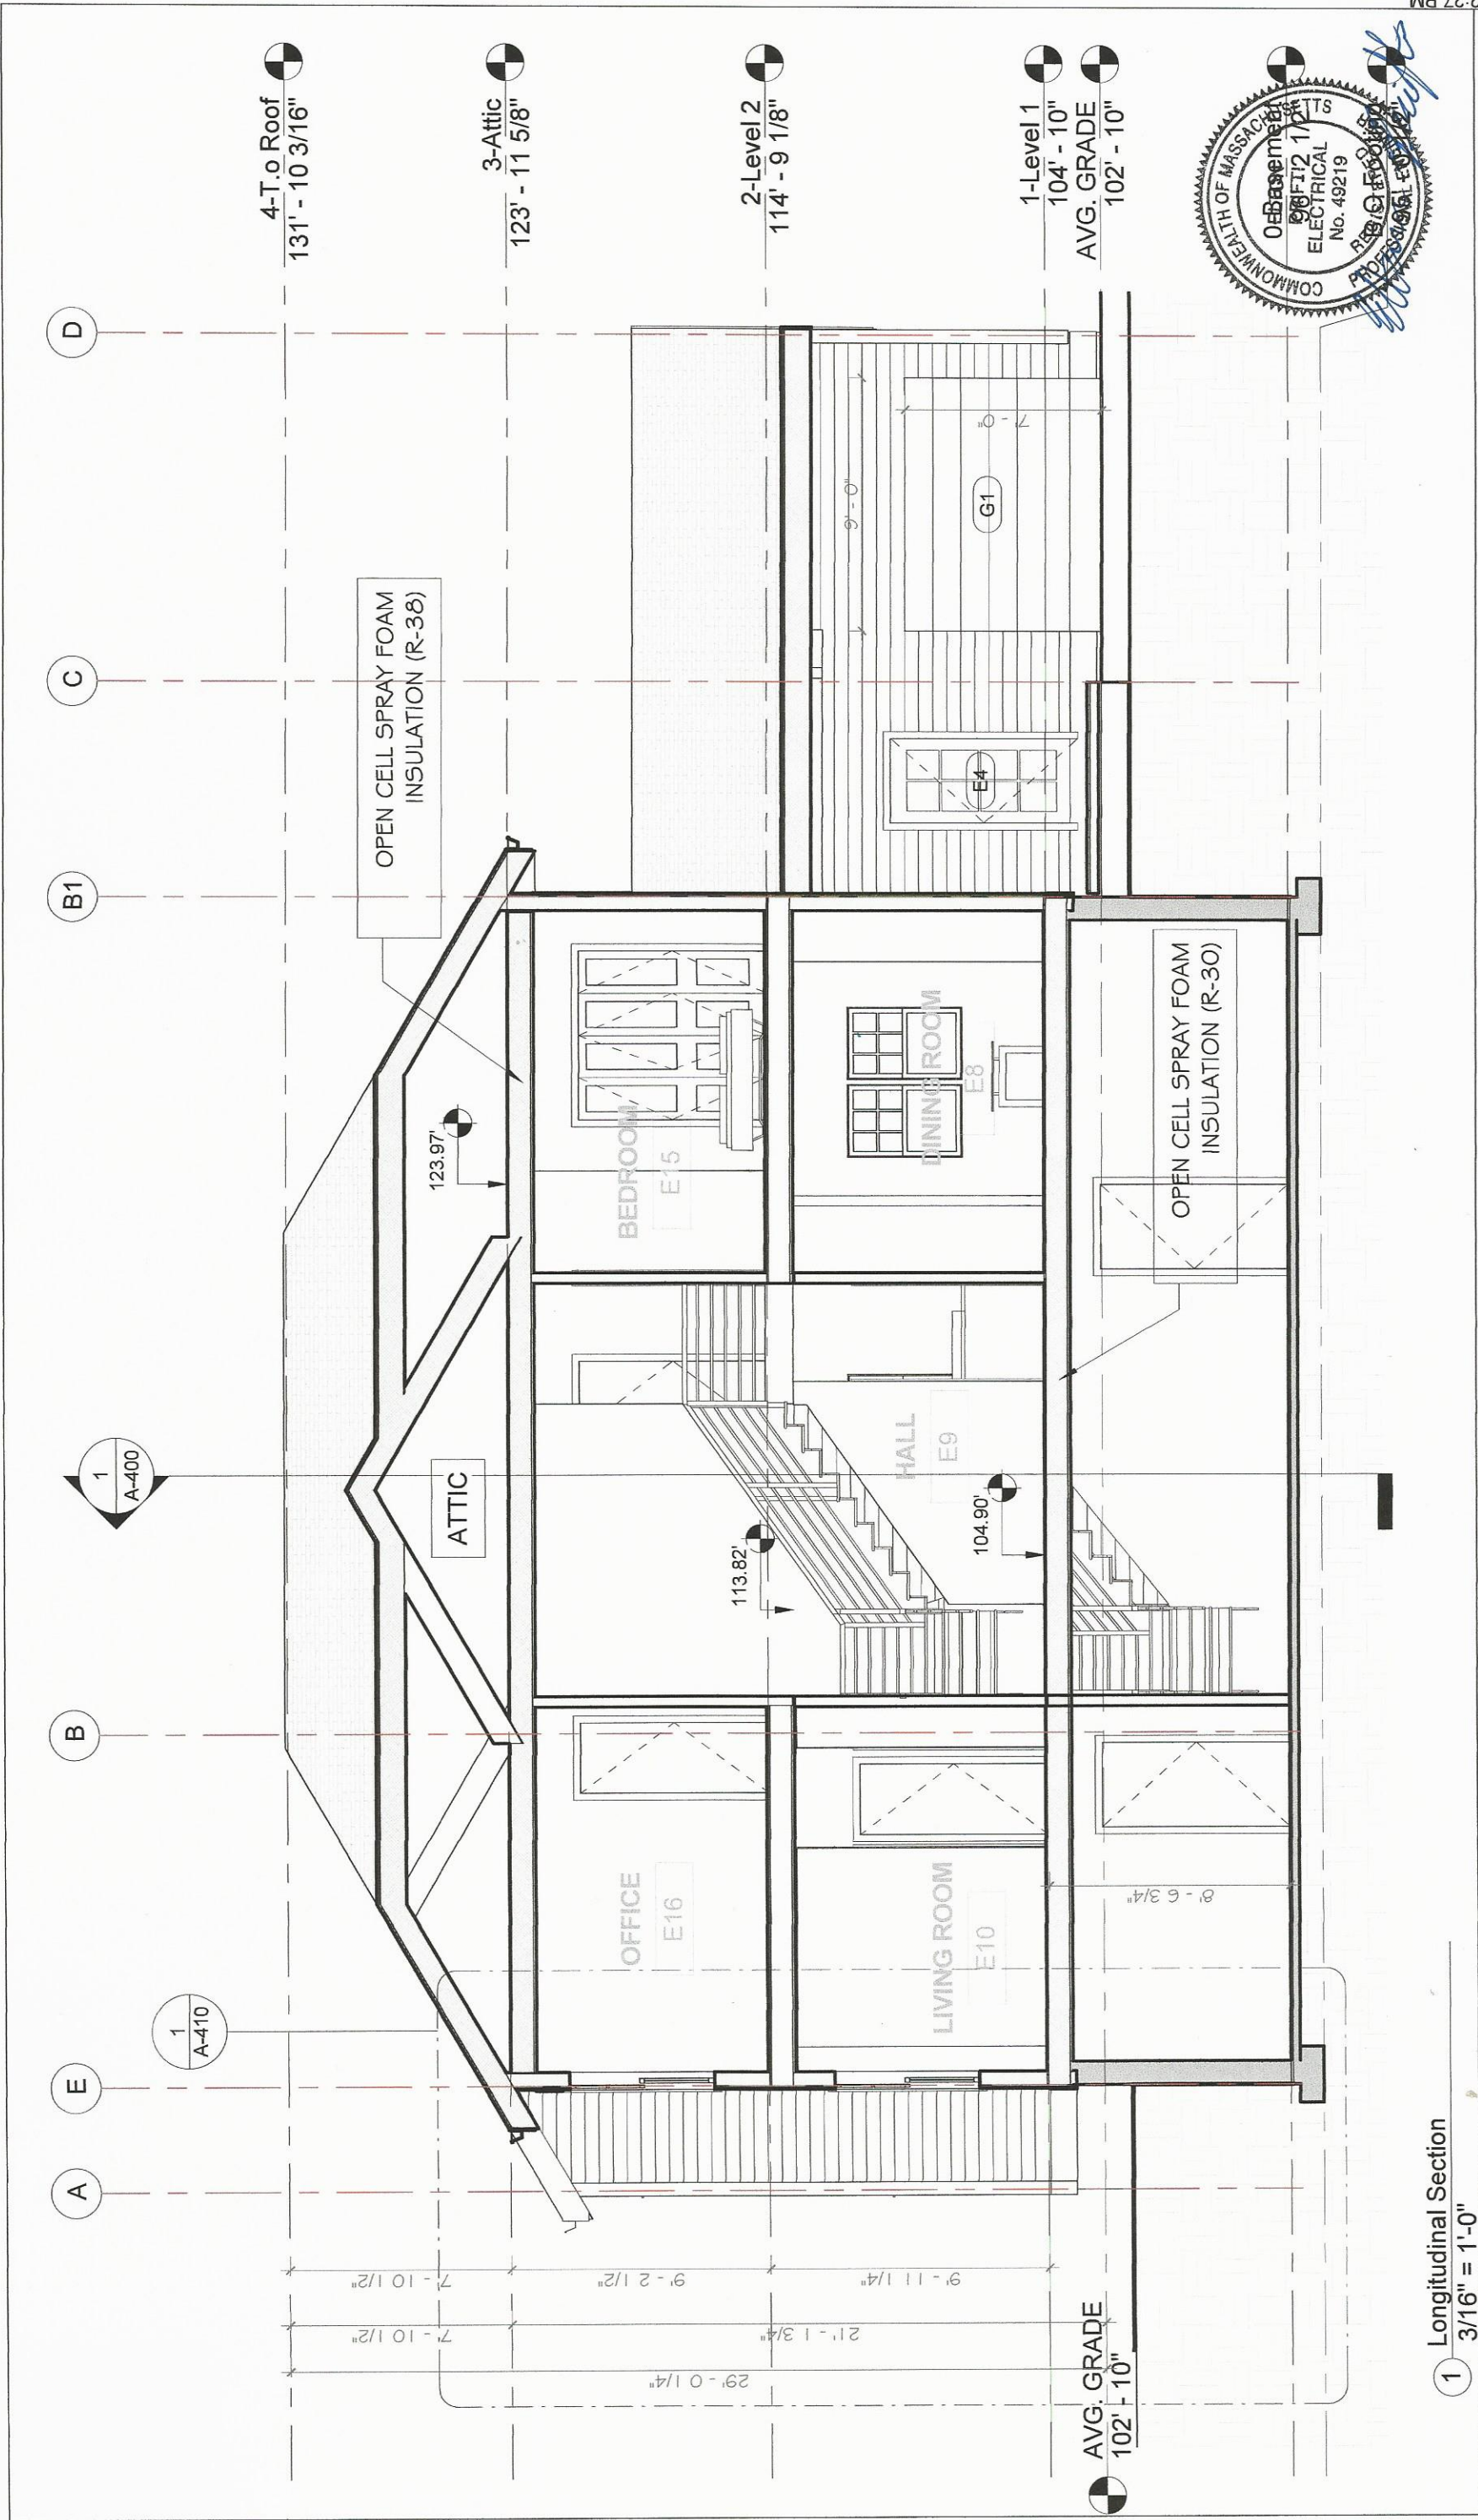 A
E
B
B1
C
D
1
A-410
1
A-400
4-T.o Roof
131' - 10 3/16"
3-Attic
123' - 11 5/8"
2-Level 2
114' - 9 1/8"
1-Level 1
104' - 10"
AVG. GRADE
102' - 10"
OPEN CELL SPRAY FOAM
INSULATION (R-38)
ATTIC
123.97'
OFFICE
E16
BEDROOM
E15
113.82'
LIVING ROOM
E10
HALL
E9
104.90'
DINING ROOM
E8
E4
G1
9' - 0"
7' - 0"
OPEN CELL SPRAY FOAM
INSULATION (R-30)
8' - 6 3/4"
7' - 10 1/2"
9' - 2 1/2"
9' - 11 1/4"
7' - 10 1/2"
21' - 1 3/4"
29' - 0 1/4"
AVG. GRADE
102' - 10"
COMMONWEALTH OF MASSACHUSETTS
ELECTRICAL
No. 49219
REGISTERED
PROFESSIONAL
0-Basement
B.O Footing
1
Longitudinal Section
3/16" = 1'-0"